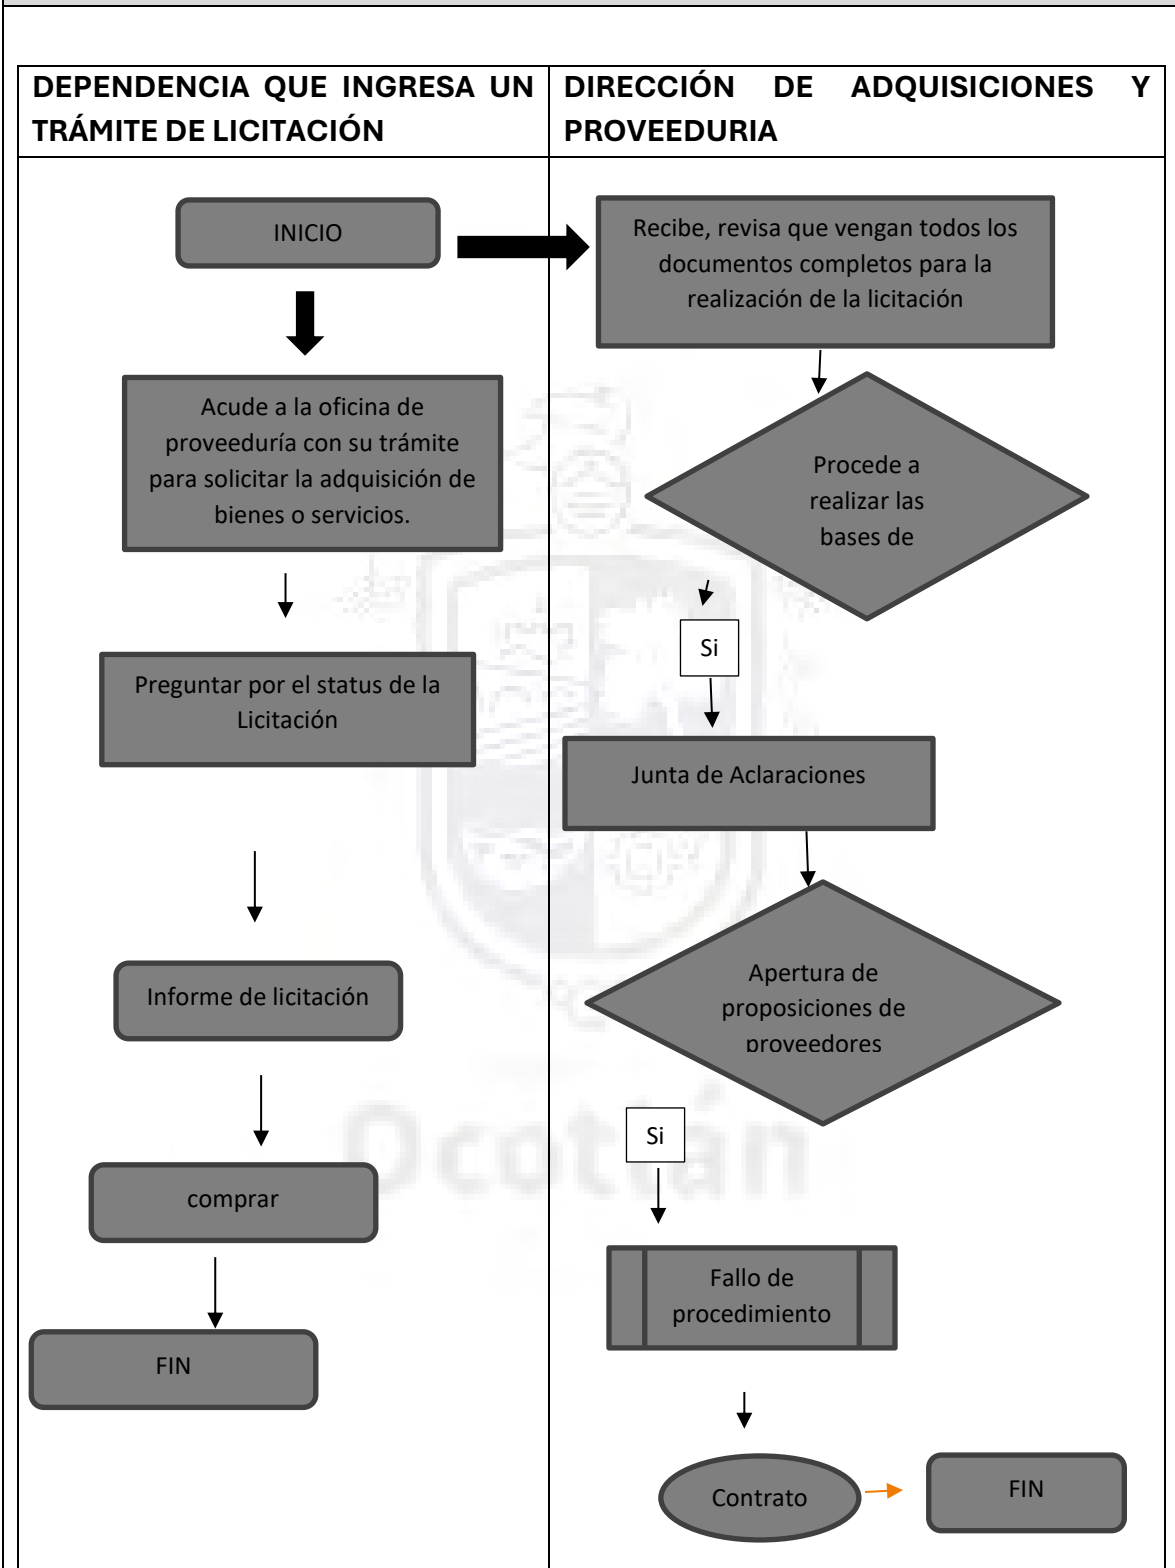 DEPENDENCIA QUE INGRESA UN
TRÁMITE DE LICITACIÓN
DIRECCIÓN DE ADQUISICIONES Y
PROVEEDURIA
INICIO
Acude a la oficina de
proveeduría con su trámite
para solicitar la adquisición de
bienes o servicios.
Preguntar por el status de la
Licitación
Informe de licitación
comprar
FIN
Recibe, revisa que vengan todos los
documentos completos para la
realización de la licitación
Procede a
realizar las
bases de
Si
Junta de Aclaraciones
Apertura de
proposiciones de
proveedores
Si
Fallo de
procedimiento
Contrato
FIN
Ocotlán